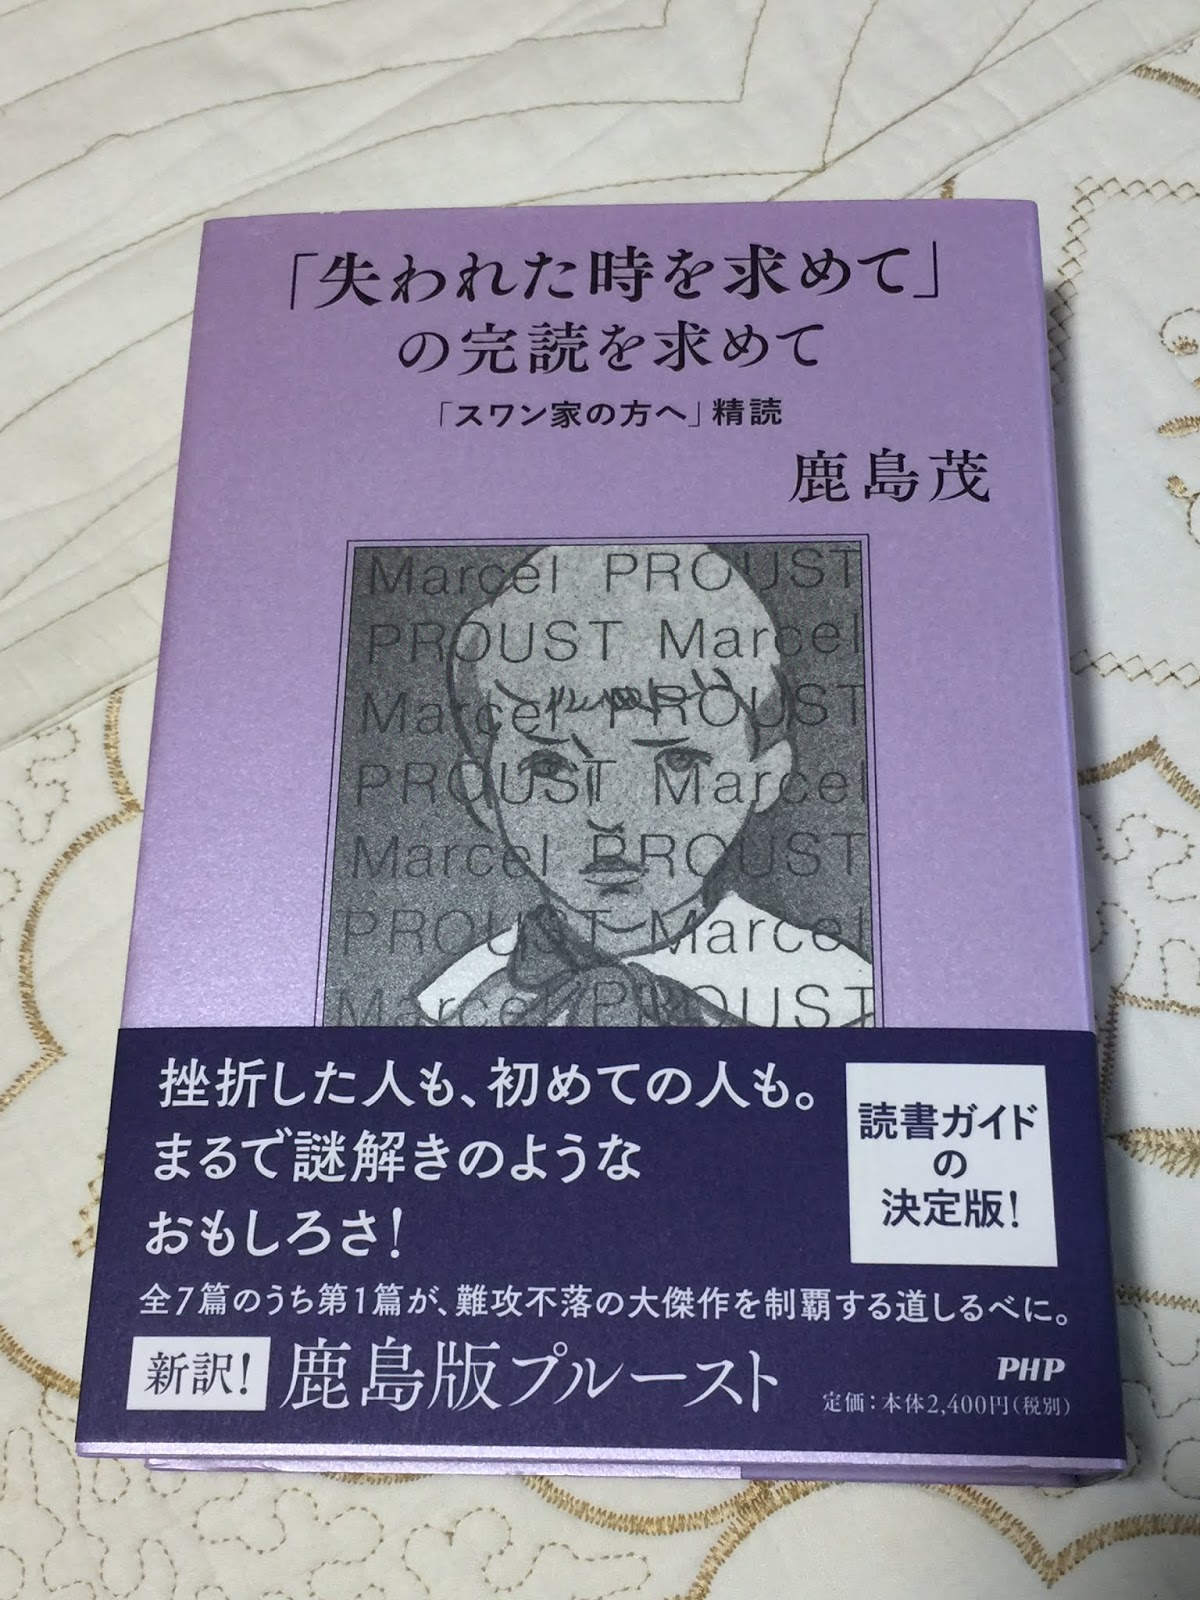 「失われた時を求めて」
の完読を求めて
「スワン家の方へ」精読
鹿島茂
Marcel PROUST
PROUST Marcel
Marcel PROUST
PROUST Marcel
Marcel PROUST
PROUST Marcel
Marcel PROUST
挫折した人も、初めての人も。
まるで謎解きのような
おもしろさ!
読書ガイド
の
決定版!
全7篇のうち第1篇が、難攻不落の大傑作を制覇する道しるべに。
新訳! 鹿島版プルースト
PHP
定価:本体2,400円(税別)